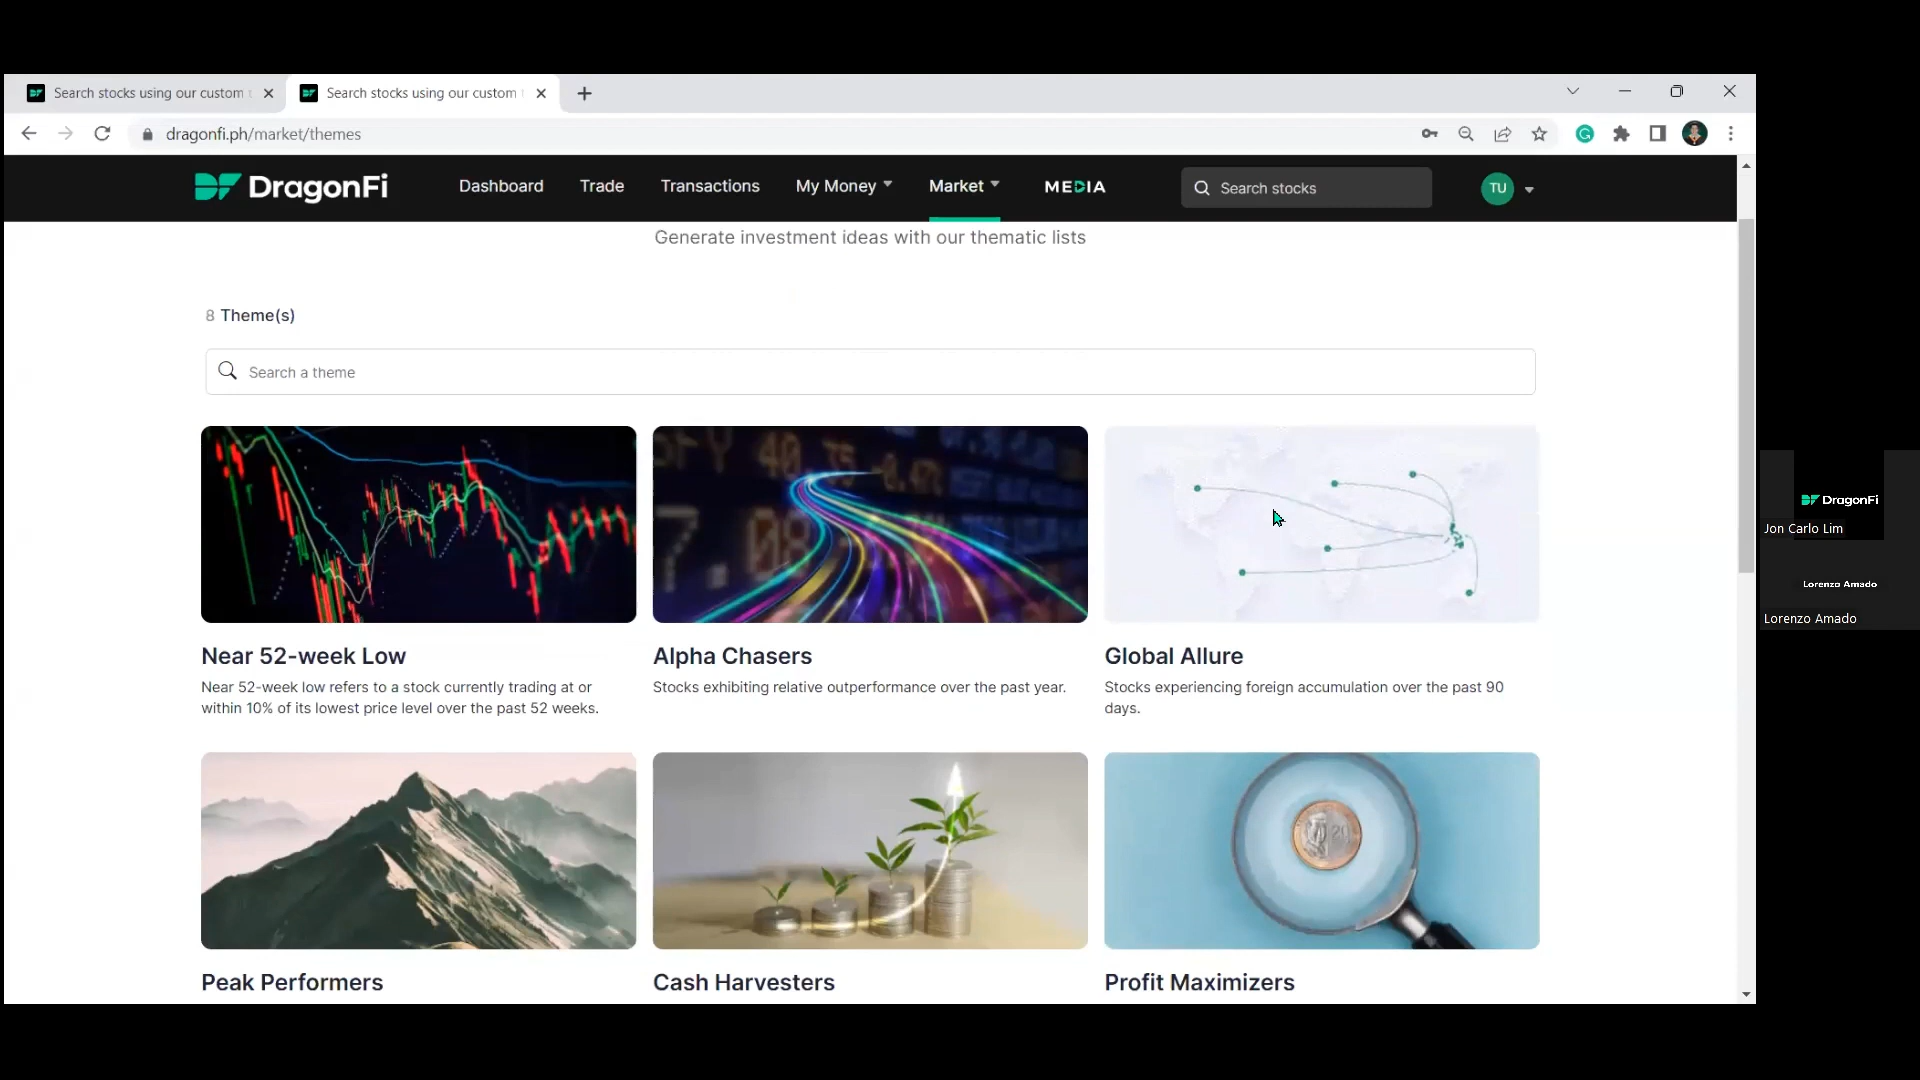 Search stocks using our custom
Search stocks using our custom
dragonfi.ph/market/themes
DragonFi
Dashboard
Trade
Transactions
My Money
Market
MEDIA
Search stocks
TU
Generate investment ideas with our thematic lists
8 Theme(s)
Search a theme
Near 52-week Low
Near 52-week low refers to a stock currently trading at or
within 10% of its lowest price level over the past 52 weeks.
Alpha Chasers
Stocks exhibiting relative outperformance over the past year.
Global Allure
Stocks experiencing foreign accumulation over the past 90
days.
Peak Performers
Cash Harvesters
Profit Maximizers
DragonFi
Jon Carlo Lim
Lorenzo Amado
Lorenzo Amado